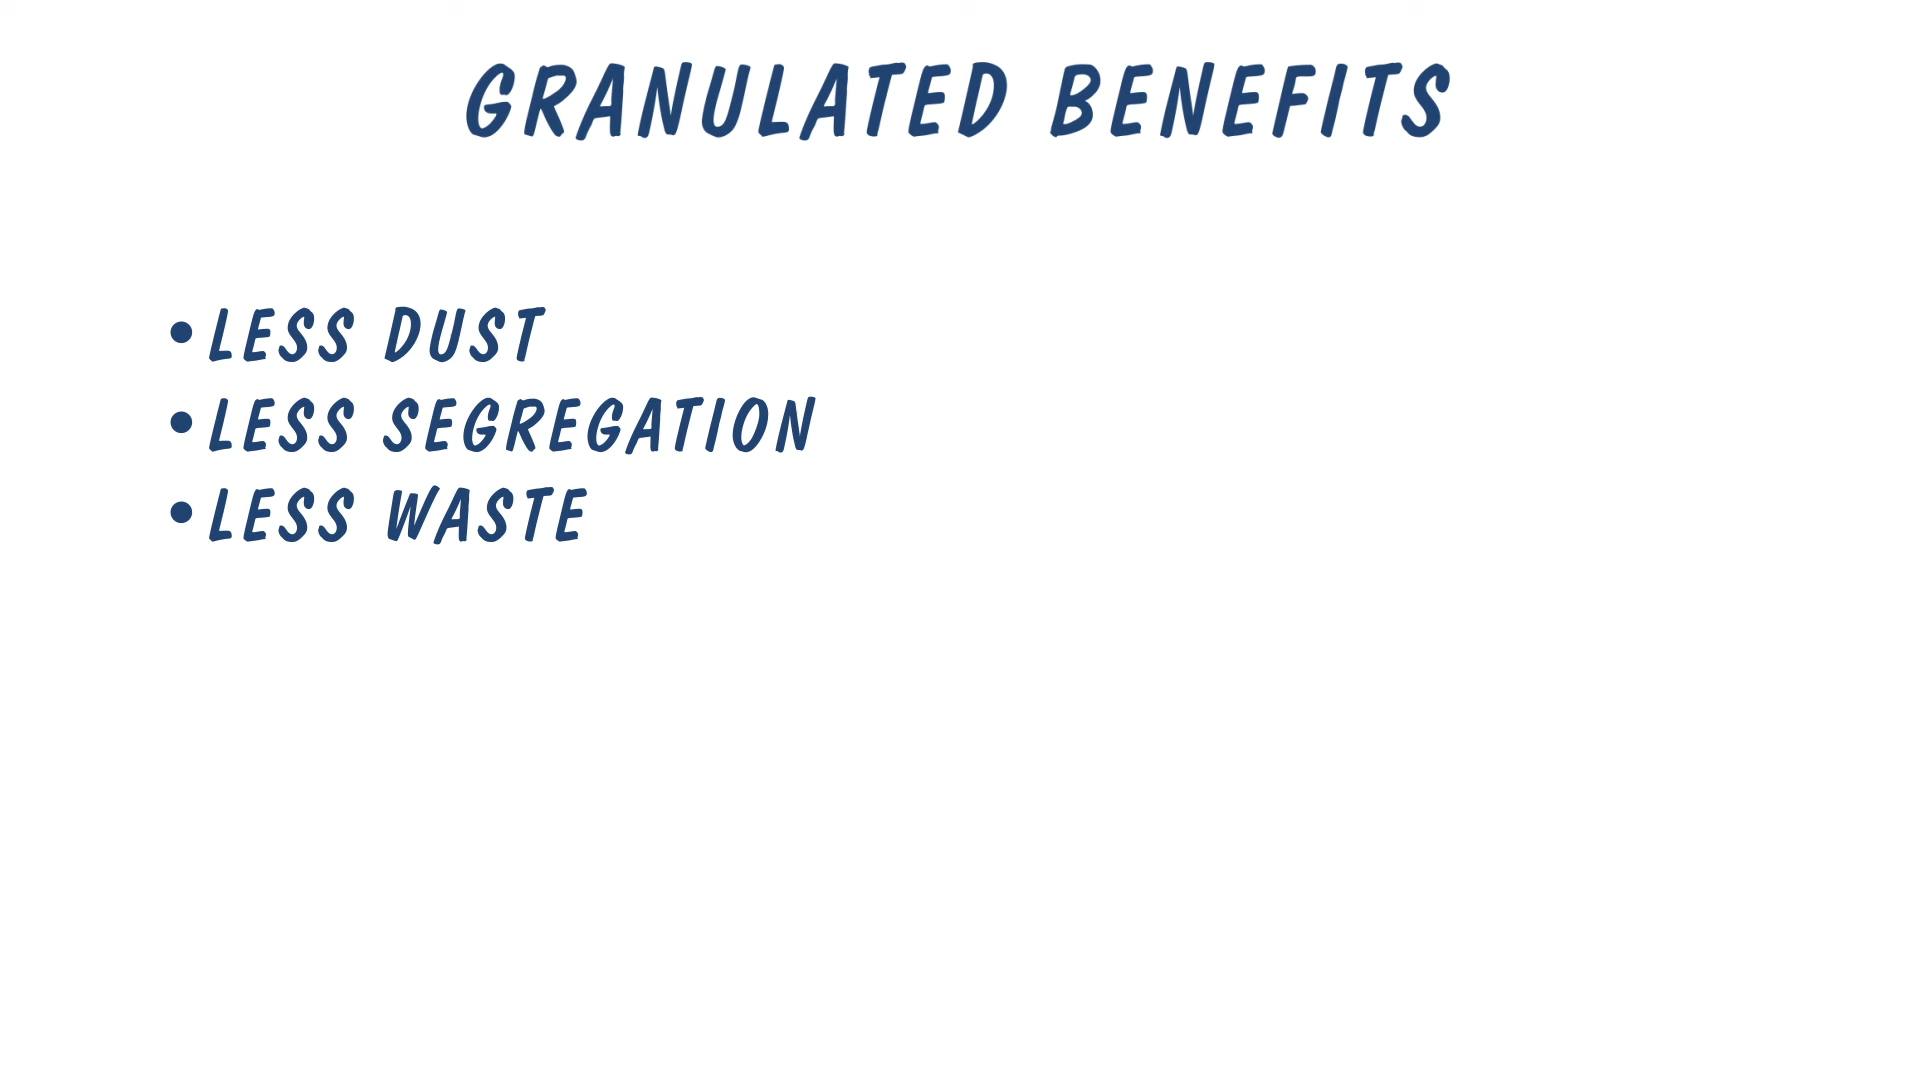 GRANULATED BENEFITS
• LESS DUST
• LESS SEGREGATION
• LESS WASTE